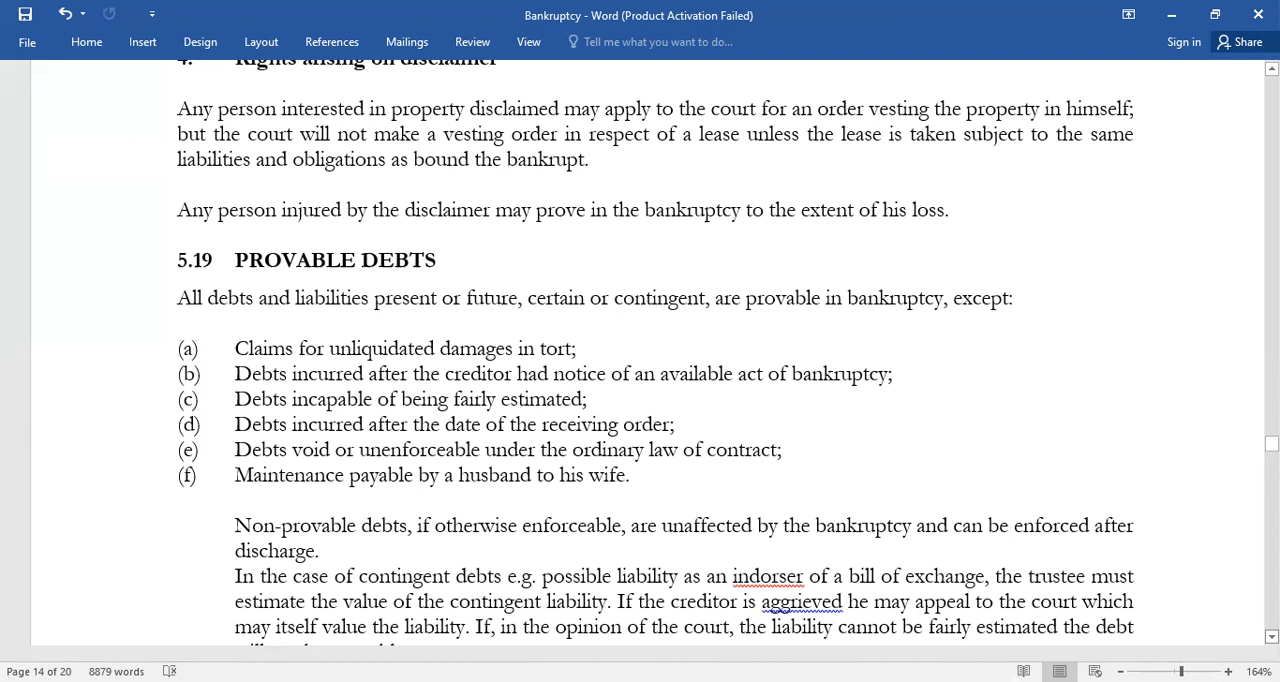 Bankruptcy - Word (Product Activation Failed)
File Home Insert Design Layout References Mailings Review View Tell me what you want to do... Sign in Share
4. Rights arising on disclaimer
Any person interested in property disclaimed may apply to the court for an order vesting the property in himself;
but the court will not make a vesting order in respect of a lease unless the lease is taken subject to the same
liabilities and obligations as bound the bankrupt.
Any person injured by the disclaimer may prove in the bankruptcy to the extent of his loss.
5.19 PROVABLE DEBTS
All debts and liabilities present or future, certain or contingent, are provable in bankruptcy, except:
(a) Claims for unliquidated damages in tort;
(b) Debts incurred after the creditor had notice of an available act of bankruptcy;
(c) Debts incapable of being fairly estimated;
(d) Debts incurred after the date of the receiving order;
(e) Debts void or unenforceable under the ordinary law of contract;
(f) Maintenance payable by a husband to his wife.
Non-provable debts, if otherwise enforceable, are unaffected by the bankruptcy and can be enforced after
discharge.
In the case of contingent debts e.g. possible liability as an indorser of a bill of exchange, the trustee must
estimate the value of the contingent liability. If the creditor is aggrieved he may appeal to the court which
may itself value the liability. If, in the opinion of the court, the liability cannot be fairly estimated the debt
Page 14 of 20 8879 words 164%